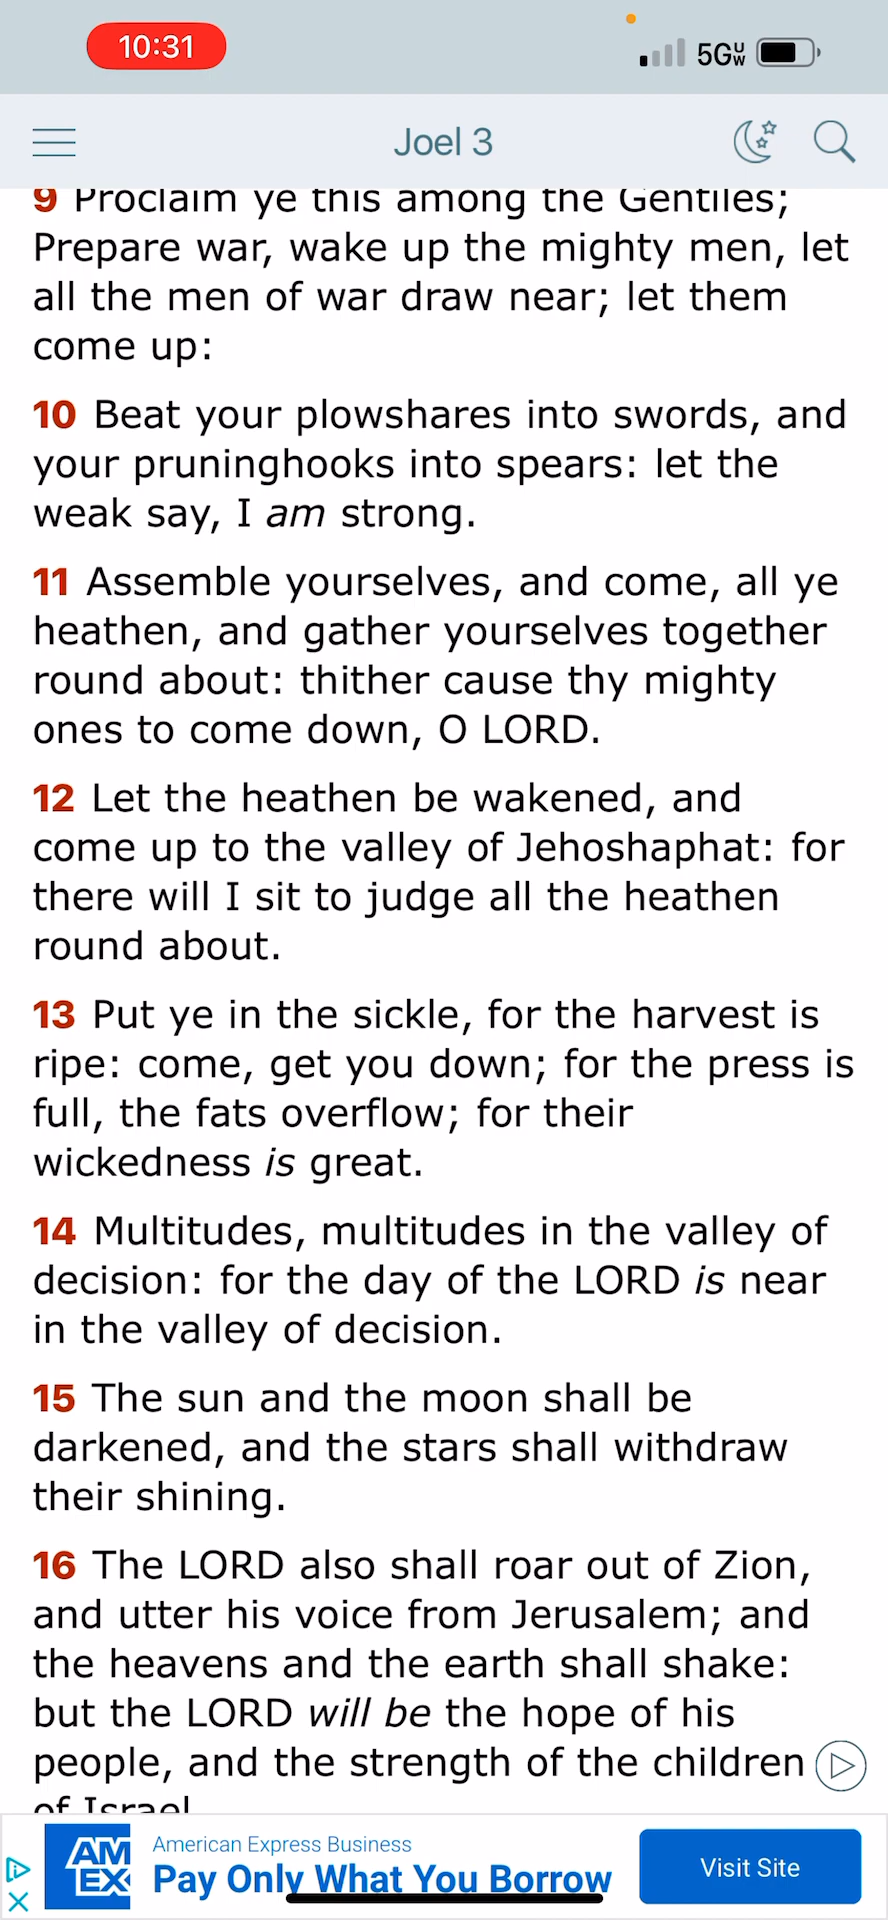 10:31
5GUW
Joel 3
9 Proclaim ye this among the Gentiles;
Prepare war, wake up the mighty men, let
all the men of war draw near; let them
come up:
10 Beat your plowshares into swords, and
your pruninghooks into spears: let the
weak say, I am strong.
11 Assemble yourselves, and come, all ye
heathen, and gather yourselves together
round about: thither cause thy mighty
ones to come down, O LORD.
12 Let the heathen be wakened, and
come up to the valley of Jehoshaphat: for
there will I sit to judge all the heathen
round about.
13 Put ye in the sickle, for the harvest is
ripe: come, get you down; for the press is
full, the fats overflow; for their
wickedness is great.
14 Multitudes, multitudes in the valley of
decision: for the day of the LORD is near
in the valley of decision.
15 The sun and the moon shall be
darkened, and the stars shall withdraw
their shining.
16 The LORD also shall roar out of Zion,
and utter his voice from Jerusalem; and
the heavens and the earth shall shake:
but the LORD will be the hope of his
people, and the strength of the children
of Israel
AM
EX
American Express Business
Pay Only What You Borrow
Visit Site